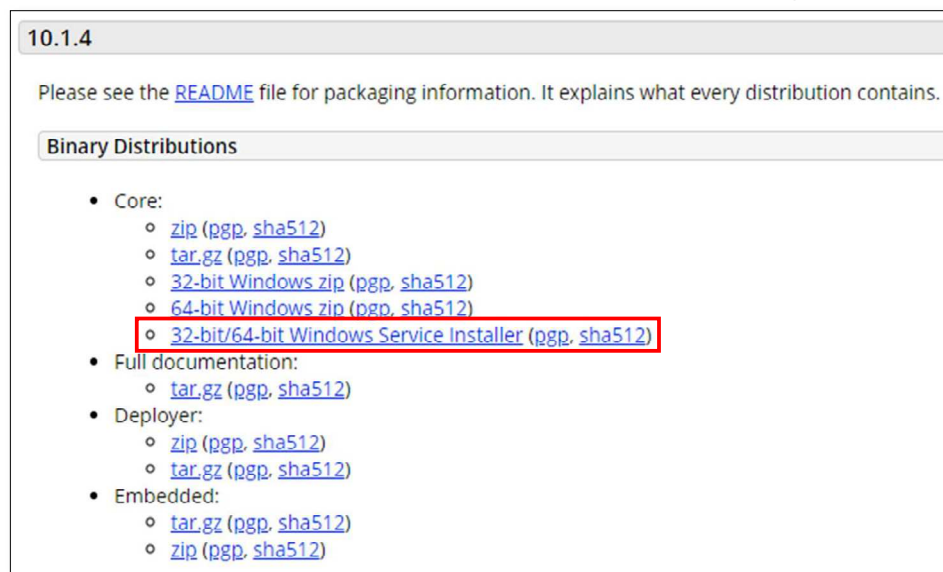 10.1.4
Please see the README file for packaging information. It explains what every distribution contains.
Binary Distributions
• Core:
◦ zip (pgp, sha512)
◦ tar.gz (pgp, sha512)
◦ 32-bit Windows zip (pgp, sha512)
◦ 64-bit Windows zip (pgp, sha512)
◦ 32-bit/64-bit Windows Service Installer (pgp, sha512)
• Full documentation:
◦ tar.gz (pgp, sha512)
• Deployer:
◦ zip (pgp, sha512)
◦ tar.gz (pgp, sha512)
• Embedded:
◦ tar.gz (pgp, sha512)
◦ zip (pgp, sha512)